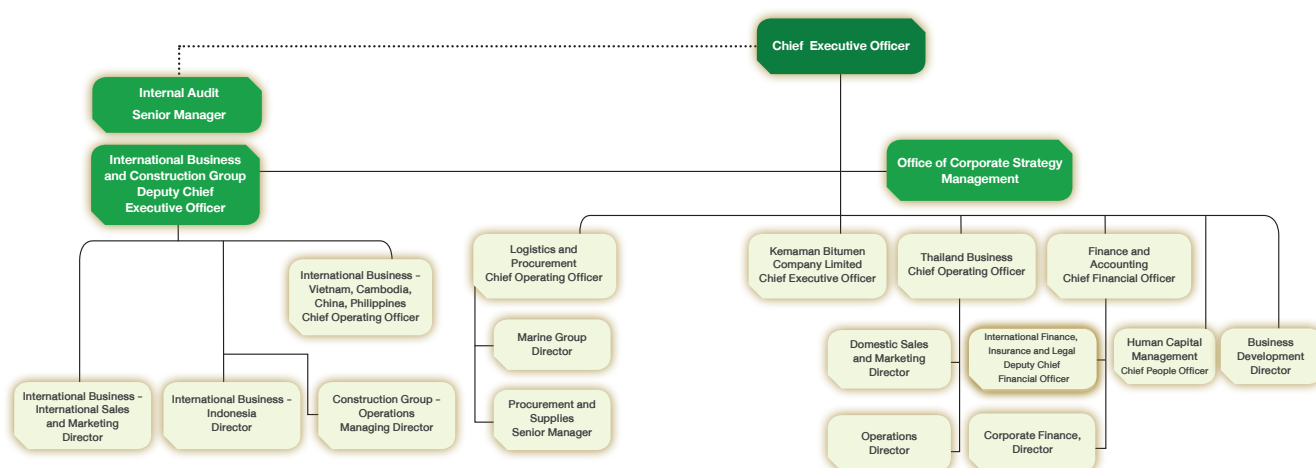 Chief Executive Officer
Internal Audit
Senior Manager
International Business
and Construction Group
Deputy Chief
Executive Officer
Office of Corporate Strategy
Management
Logistics and
Procurement
Chief Operating Officer
Kemaman Bitumen
Company Limited
Chief Executive Officer
Thailand Business
Chief Operating Officer
Finance and
Accounting
Chief Financial Officer
International Business –
Vietnam, Cambodia,
China, Philippines
Chief Operating Officer
Marine Group
Director
Domestic Sales
and Marketing
Director
International Finance,
Insurance and Legal
Deputy Chief
Financial Officer
Human Capital
Management
Chief People Officer
Business
Development
Director
International Business –
International Sales
and Marketing
Director
International Business –
Indonesia
Director
Construction Group –
Operations
Managing Director
Procurement and
Supplies
Senior Manager
Operations
Director
Corporate Finance,
Director